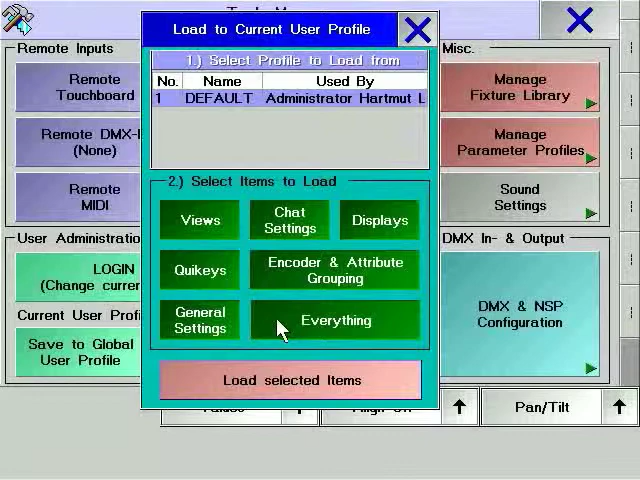 Load to Current User Profile
Remote Inputs
Misc.
1.) Select Profile to Load from
No. Name Used By
1 DEFAULT Administrator Hartmut L
Remote
Touchboard
Manage
Fixture Library
Remote DMX-I
(None)
Manage
Parameter Profiles
Remote
MIDI
Sound
Settings
2.) Select Items to Load
Views
Chat
Settings
Displays
Quikeys
Encoder & Attribute
Grouping
General
Settings
Everything
Load selected Items
User Administratio
LOGIN
(Change curren
Current User Profi
Save to Global
User Profile
DMX In- & Output
DMX & NSP
Configuration
Pan/Tilt